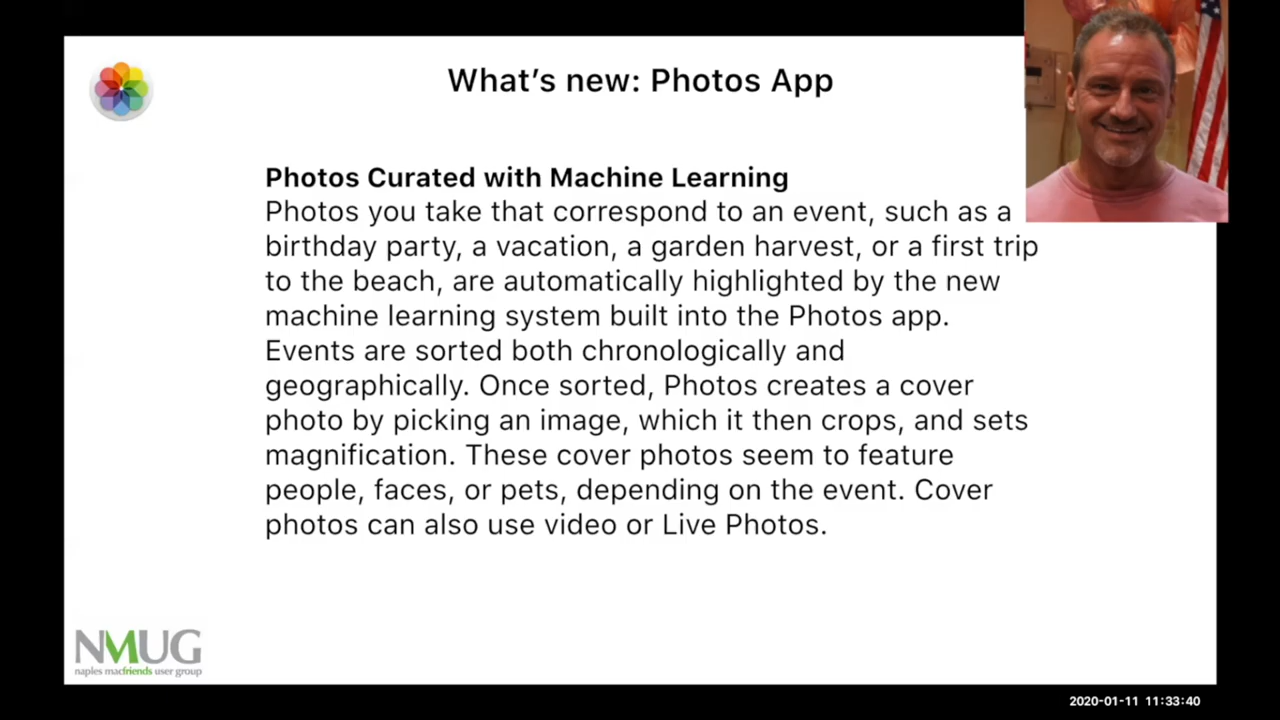 What's new: Photos App
Photos Curated with Machine Learning
Photos you take that correspond to an event, such as a
birthday party, a vacation, a garden harvest, or a first trip
to the beach, are automatically highlighted by the new
machine learning system built into the Photos app.
Events are sorted both chronologically and
geographically. Once sorted, Photos creates a cover
photo by picking an image, which it then crops, and sets
magnification. These cover photos seem to feature
people, faces, or pets, depending on the event. Cover
photos can also use video or Live Photos.
NMUG
naples macfriends user group
2020-01-11 11:33:40